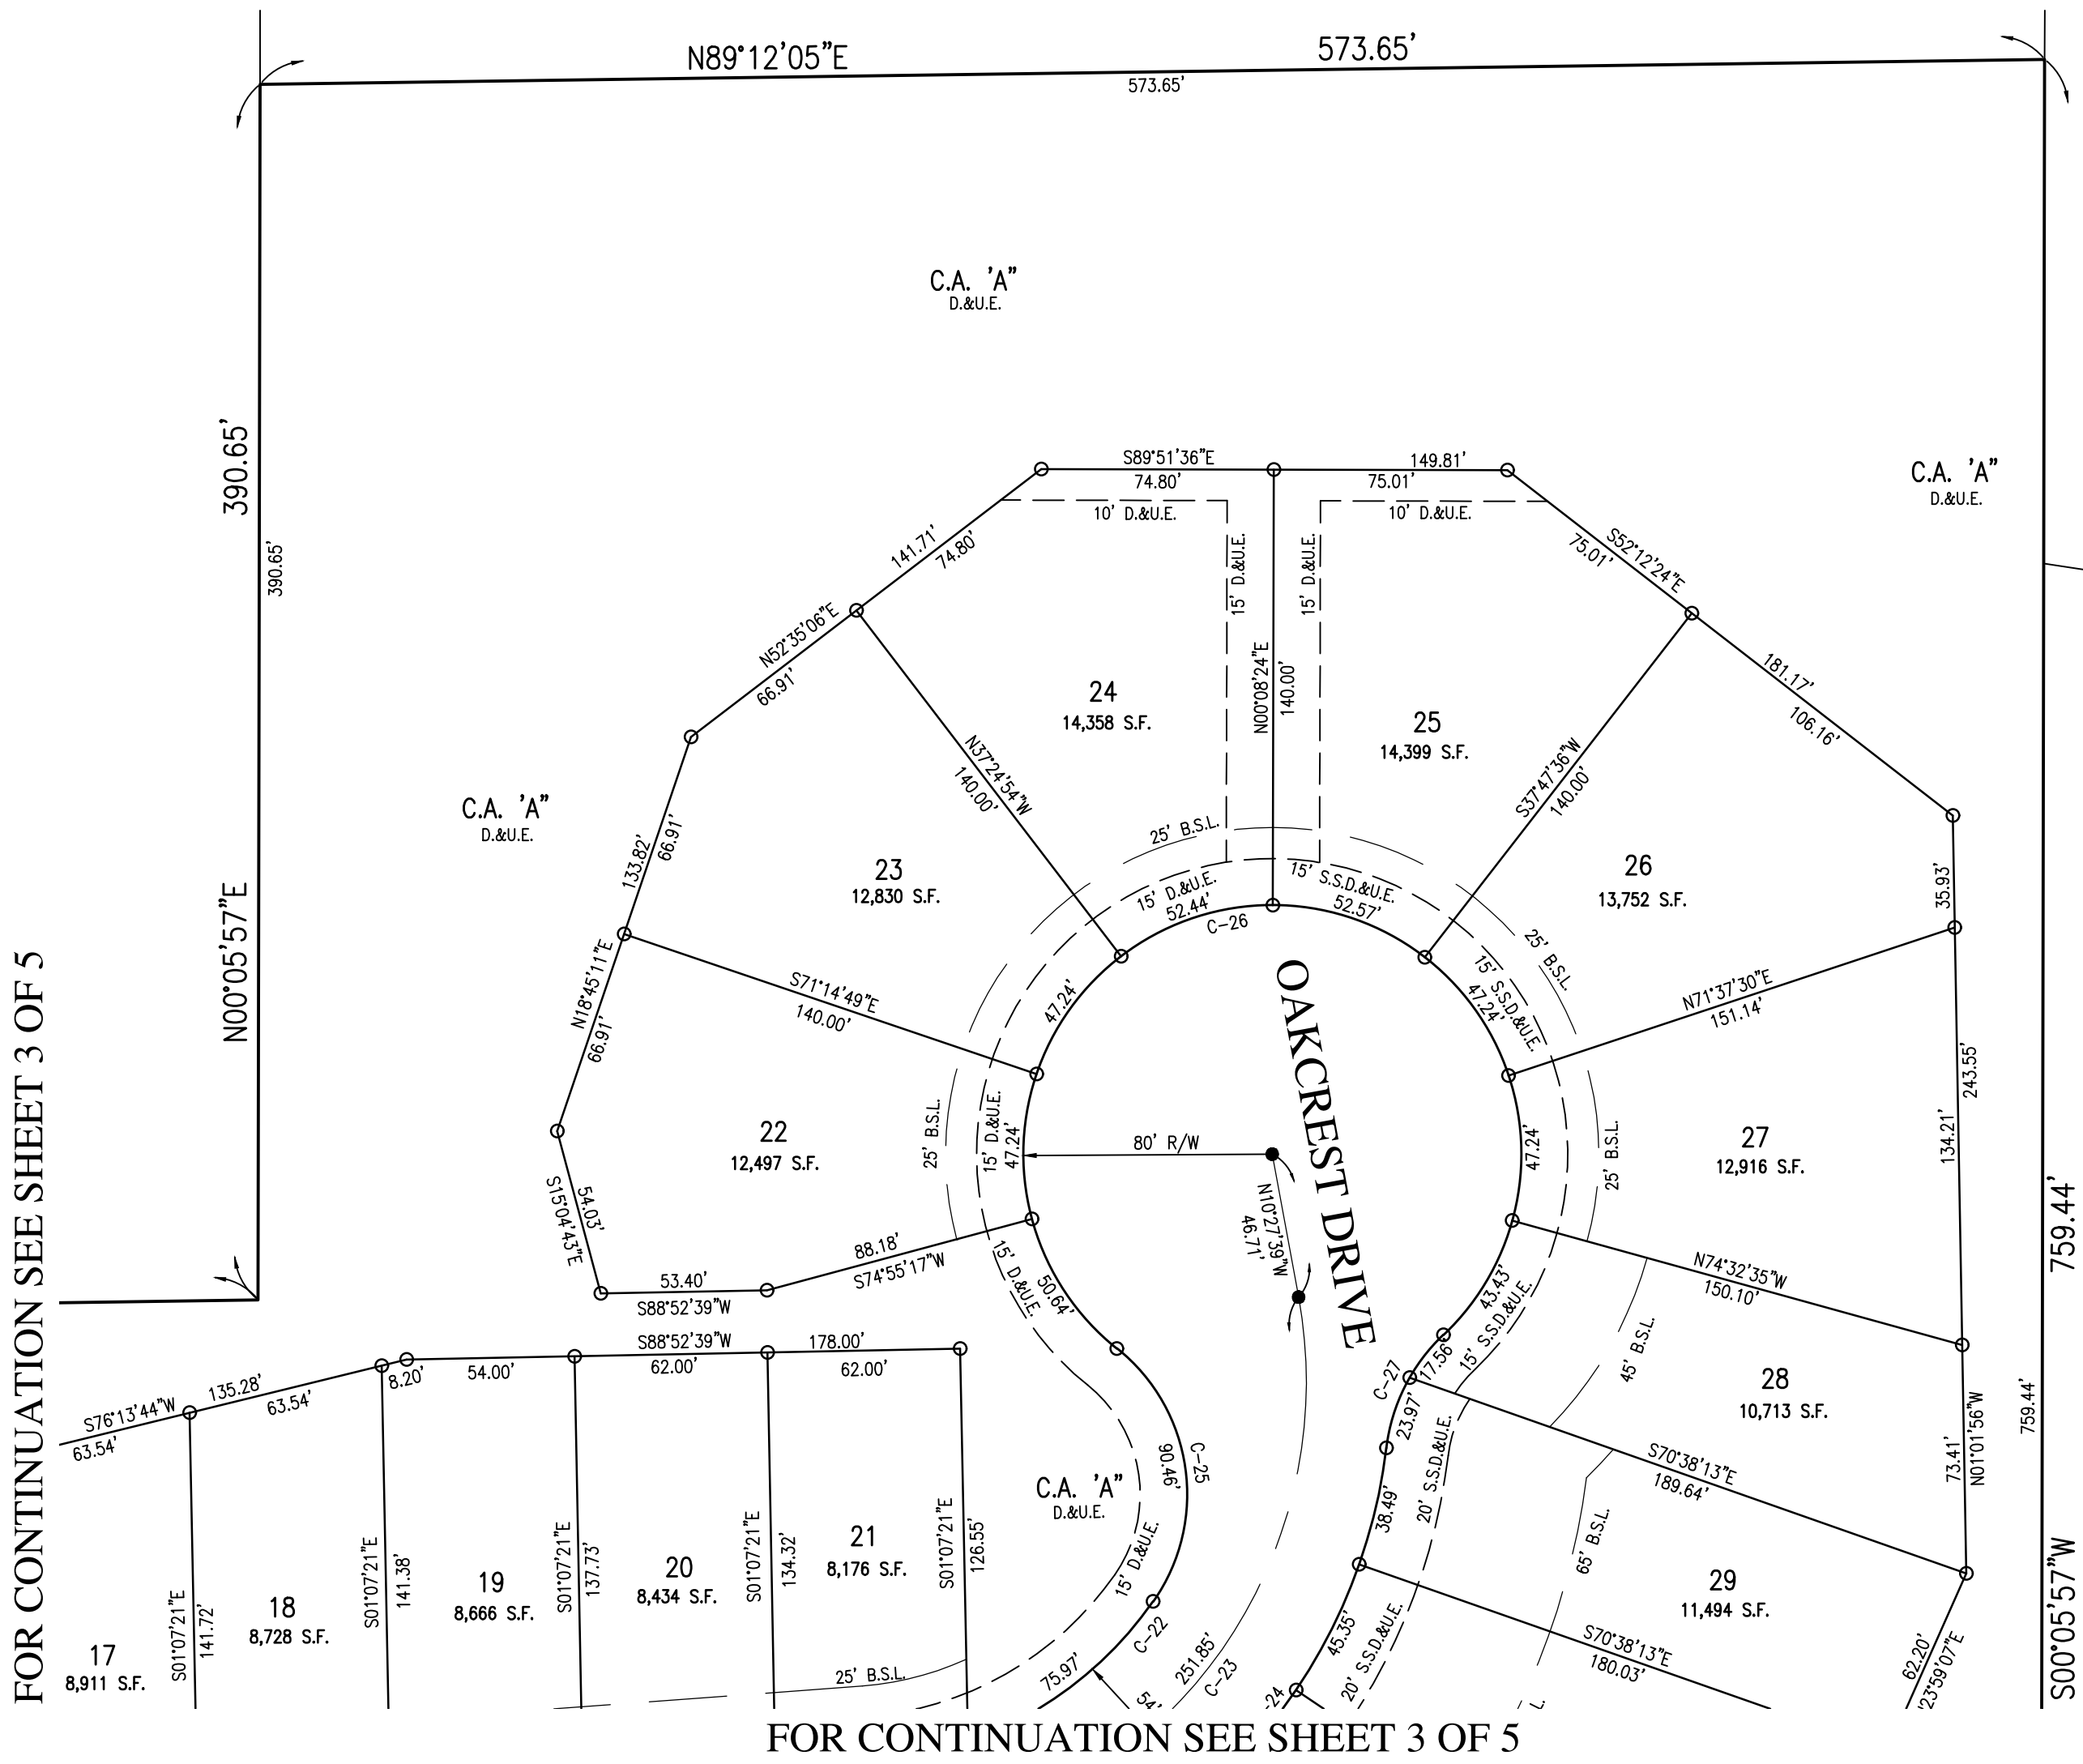 N89°12'05"E
573.65'
573.65'
C.A. 'A"
D.&U.E.
390.65'
390.65'
N00°05'57"E
C.A. 'A"
D.&U.E.
S89°51'36"E
149.81'
74.80'
75.01'
10' D.&U.E.
10' D.&U.E.
15' D.&U.E.
15' D.&U.E.
141.71'
74.80'
N52°35'06"E
66.91'
S52°12'24"E
75.01'
181.17'
106.16'
24
14,358 S.F.
N00°08'24"E
140.00'
25
14,399 S.F.
N37°24'54"W
140.00'
S37°47'36"W
140.00'
C.A. 'A"
D.&U.E.
133.82'
66.91'
23
12,830 S.F.
25' B.S.L.
15' D.&U.E.
52.44'
C-26
15' S.S.D.&U.E.
52.57'
26
13,752 S.F.
35.93'
25' B.S.L.
15' S.S.D.&U.E.
47.24'
47.24'
N18°45'11"E
66.91'
S71°14'49"E
140.00'
N71°37'30"E
151.14'
OAKCREST DRIVE
22
12,497 S.F.
25' B.S.L.
15' D.&U.E.
47.24'
80' R/W
N10°27'39"W
46.71'
47.24'
25' B.S.L.
27
12,916 S.F.
243.55'
134.21'
S15°04'43"E
54.03'
53.40'
S88°52'39"W
88.18'
S74°55'17"W
15' D.&U.E.
50.64'
43.43'
15' S.S.D.&U.E.
17.56'
C-27
N74°32'35"W
150.10'
45' B.S.L.
28
10,713 S.F.
73.41'
N01°01'56"W
759.44'
759.44'
S00°05'57"W
S88°52'39"W
178.00'
S76°13'44"W
135.28'
63.54'
63.54'
8.20'
54.00'
62.00'
62.00'
C.A. 'A"
D.&U.E.
90.46'
C-25
15' D.&U.E.
C-22
75.97'
54'
251.85'
C-23
23.97'
20' S.S.D.&U.E.
38.49'
S70°38'13"E
189.64'
65' B.S.L.
29
11,494 S.F.
S70°38'13"E
180.03'
45.35'
20' S.S.D.&U.E.
-24
L.
62.20'
'23°59'07"E
17
8,911 S.F.
S01°07'21"E
141.72'
18
8,728 S.F.
S01°07'21"E
141.38'
19
8,666 S.F.
S01°07'21"E
137.73'
20
8,434 S.F.
S01°07'21"E
134.32'
21
8,176 S.F.
S01°07'21"E
126.55'
25' B.S.L.
FOR CONTINUATION SEE SHEET 3 OF 5
FOR CONTINUATION SEE SHEET 3 OF 5